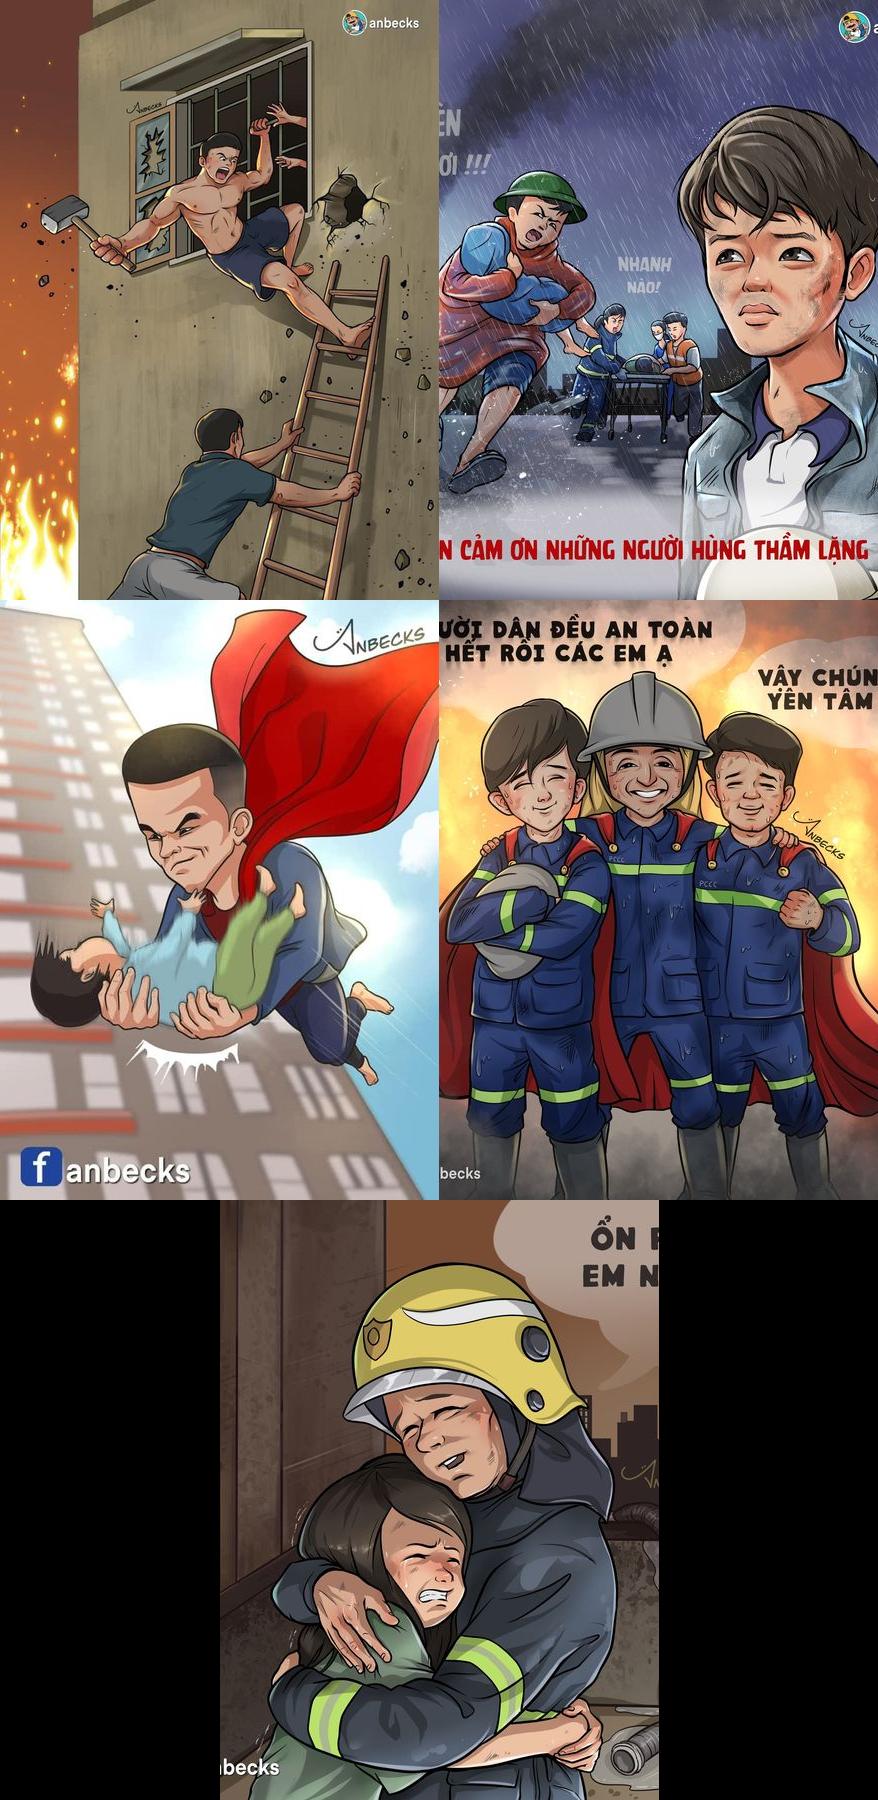 anbecks
ANBECKS
ÊN
ƠI !!!
NHANH
NÀO!
N CẢM ƠN NHỮNG NGƯỜI HÙNG THẦM LẶNG
ANBECKS
f anbecks
ƯỜI DÂN ĐỀU AN TOÀN
HẾT RỒI CÁC EM Ạ
VẬY CHÚN
YÊN TÂM
ANBECKS
PCCC
PCCC
becks
ỔN
EM N
nbecks